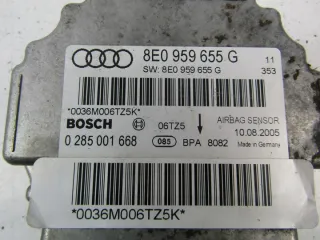 8E0 959 655 G
11
SW: 8E0 959 655 G
353
*0036M006TZ5K*
BOSCH
06TZ5
AIRBAG SENSOR
10.08.2005
0 285 001 668
085
BPA 8082
Made in Germany
*0036M006TZ5K*